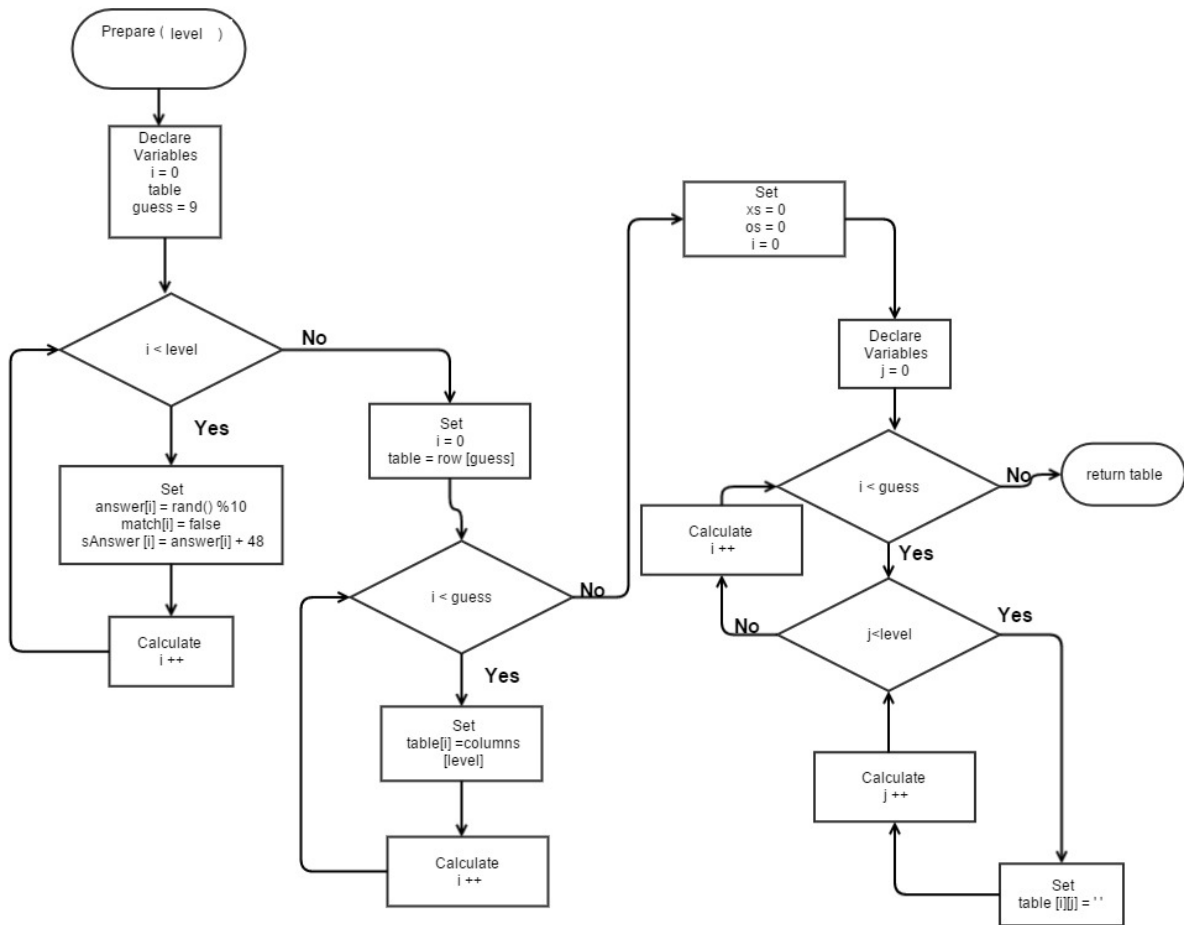 Prepare ( level )
Declare
Variables
i = 0
table
guess = 9
i < level
No
Yes
Set
answer[i] = rand() %10
match[i] = false
sAnswer [i] = answer[i] + 48
Calculate
i ++
Set
i = 0
table = row [guess]
i < guess
No
Yes
Set
table[i] =columns
[level]
Calculate
i ++
Set
xs = 0
os = 0
i = 0
Declare
Variables
j = 0
i < guess
No
return table
Yes
Calculate
i ++
j<level
No
Yes
Calculate
j ++
Set
table [i][j] = ' '